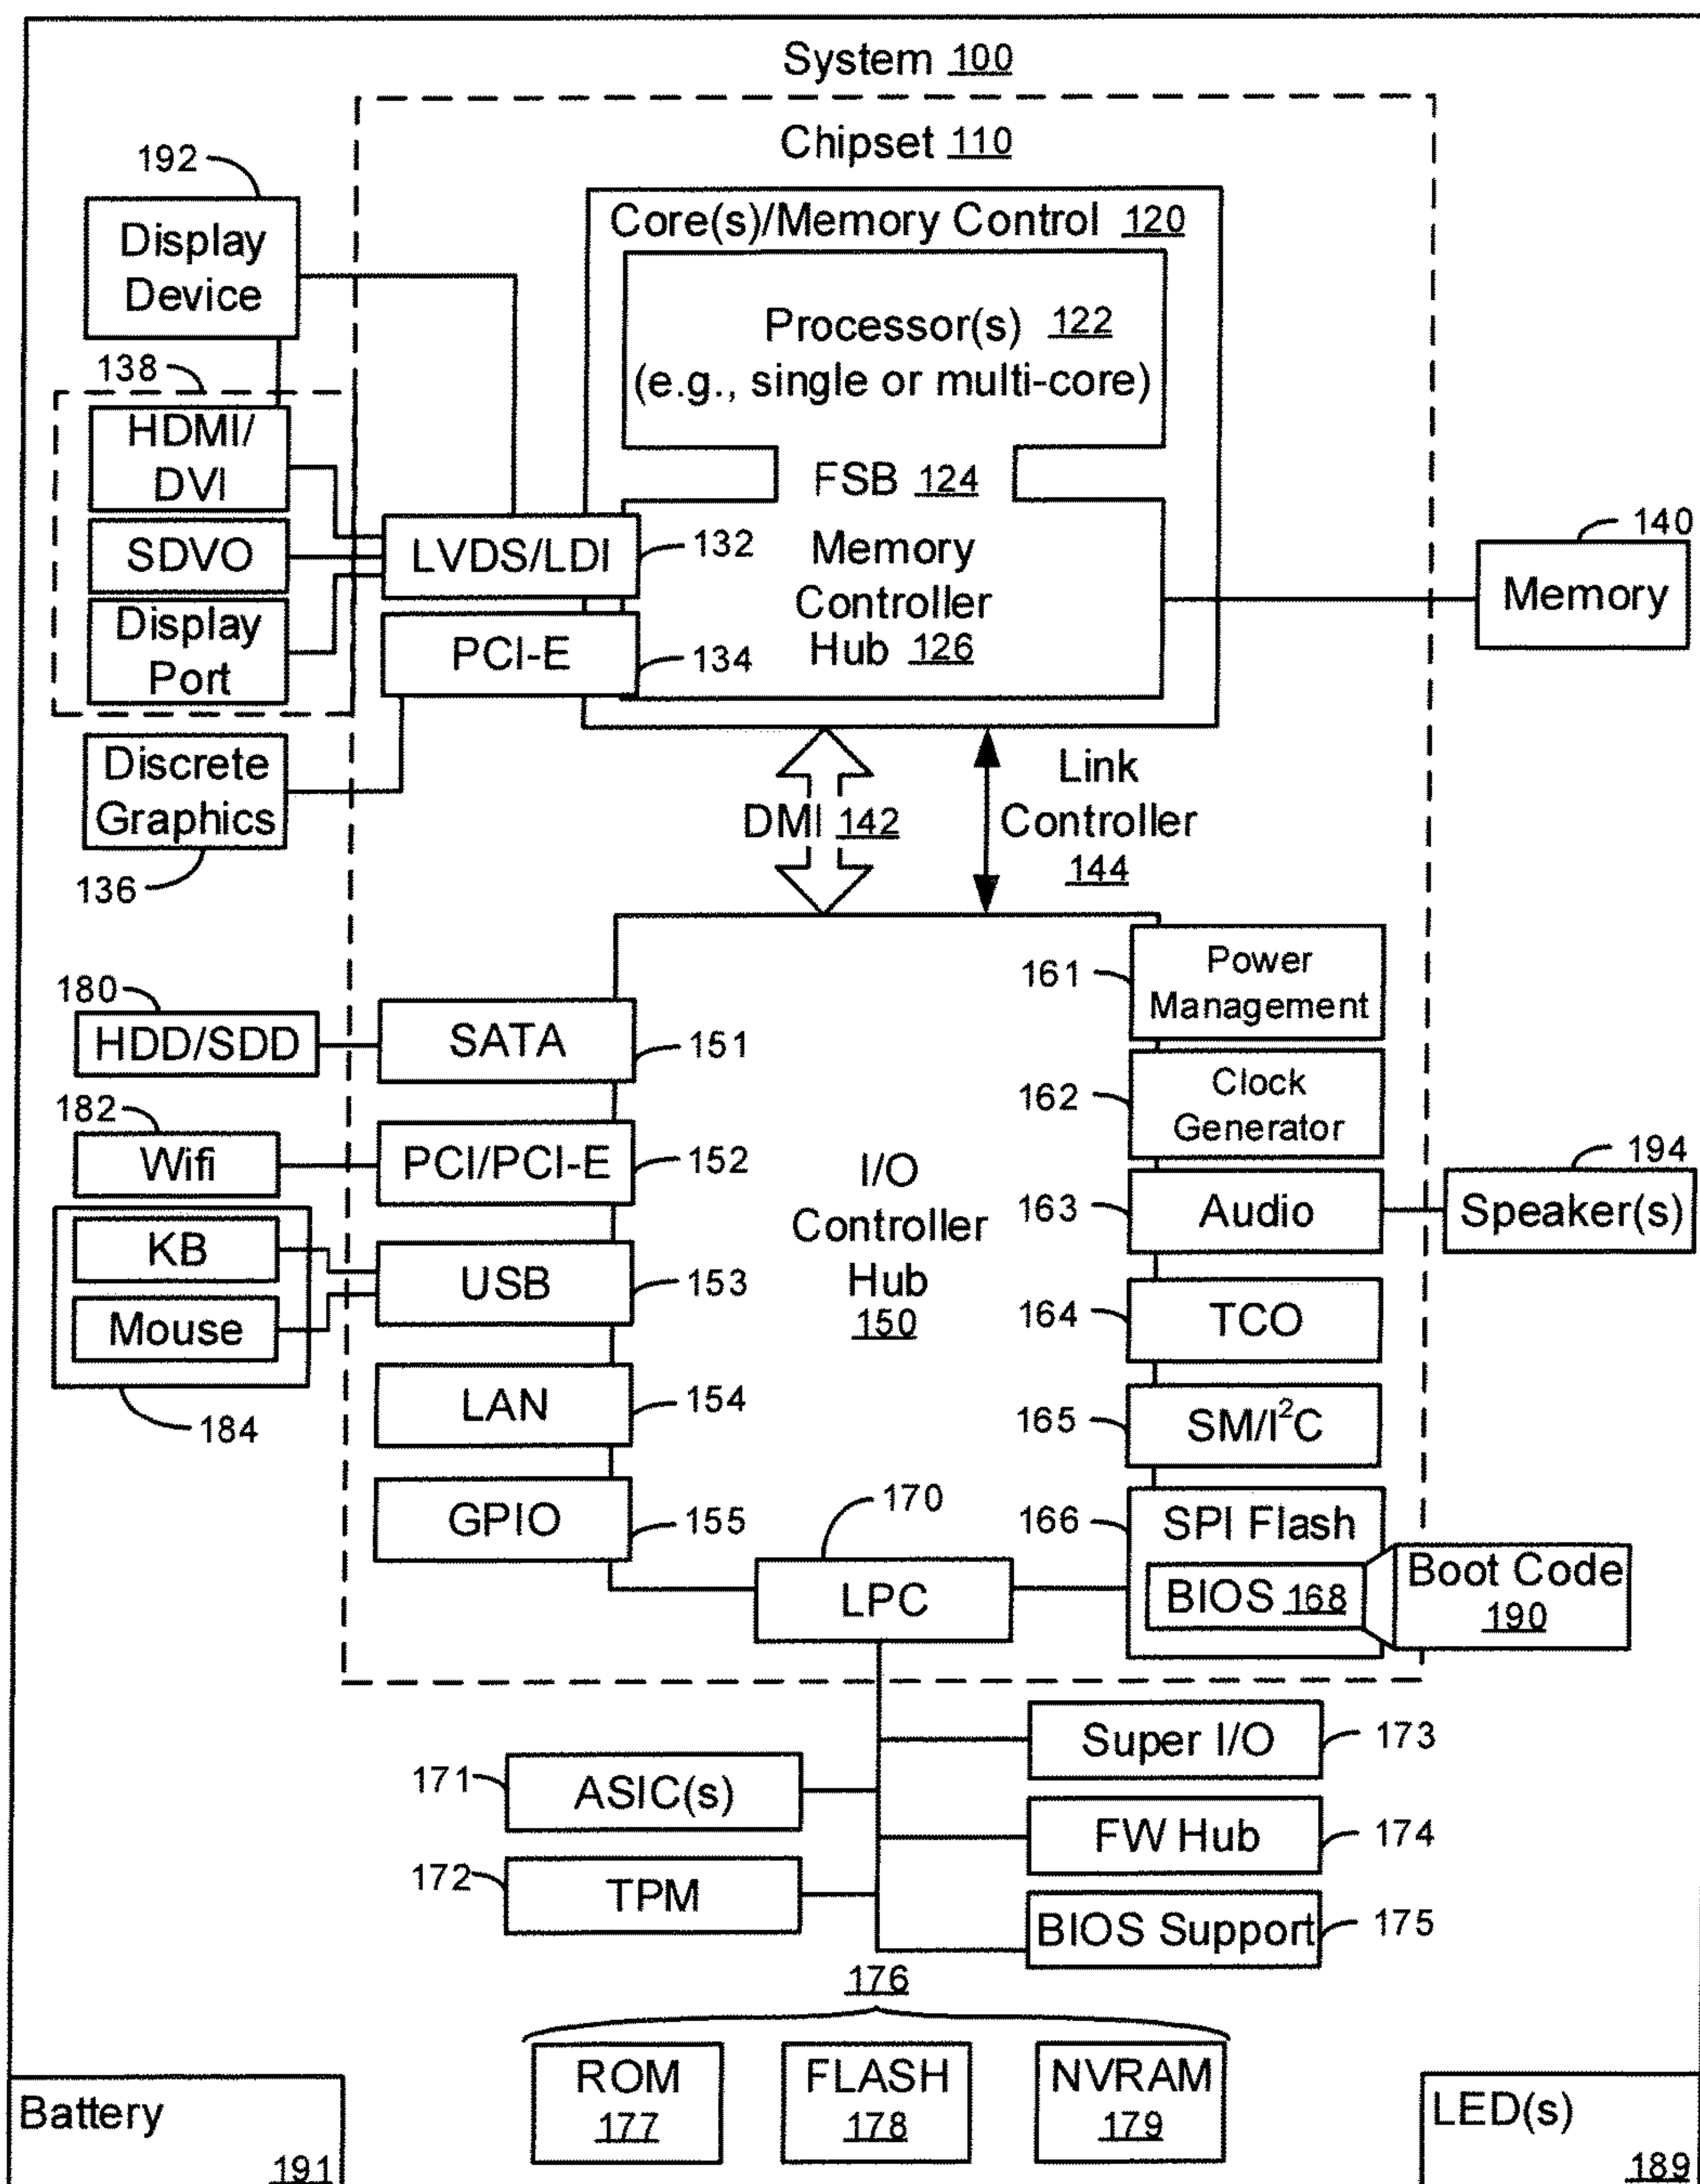 System 100
Chipset 110
192
Display
Device
Core(s)/Memory Control 120
Processor(s) 122
(e.g., single or multi-core)
138
HDMI/
DVI
SDVO
Display
Port
FSB 124
LVDS/LDI
132
PCI-E
134
Memory
Controller
Hub 126
140
Memory
Discrete
Graphics
136
DMI 142
Link
Controller
144
180
HDD/SDD
SATA
151
182
Wifi
PCI/PCI-E
152
KB
Mouse
184
USB
153
LAN
154
GPIO
155
I/O
Controller
Hub
150
161
Power
Management
162
Clock
Generator
163
Audio
194
Speaker(s)
164
TCO
165
SM/I²C
166
SPI Flash
BIOS 168
Boot Code
190
170
LPC
171
ASIC(s)
172
TPM
Super I/O
173
FW Hub
174
BIOS Support
175
176
ROM
177
FLASH
178
NVRAM
179
Battery
191
LED(s)
189